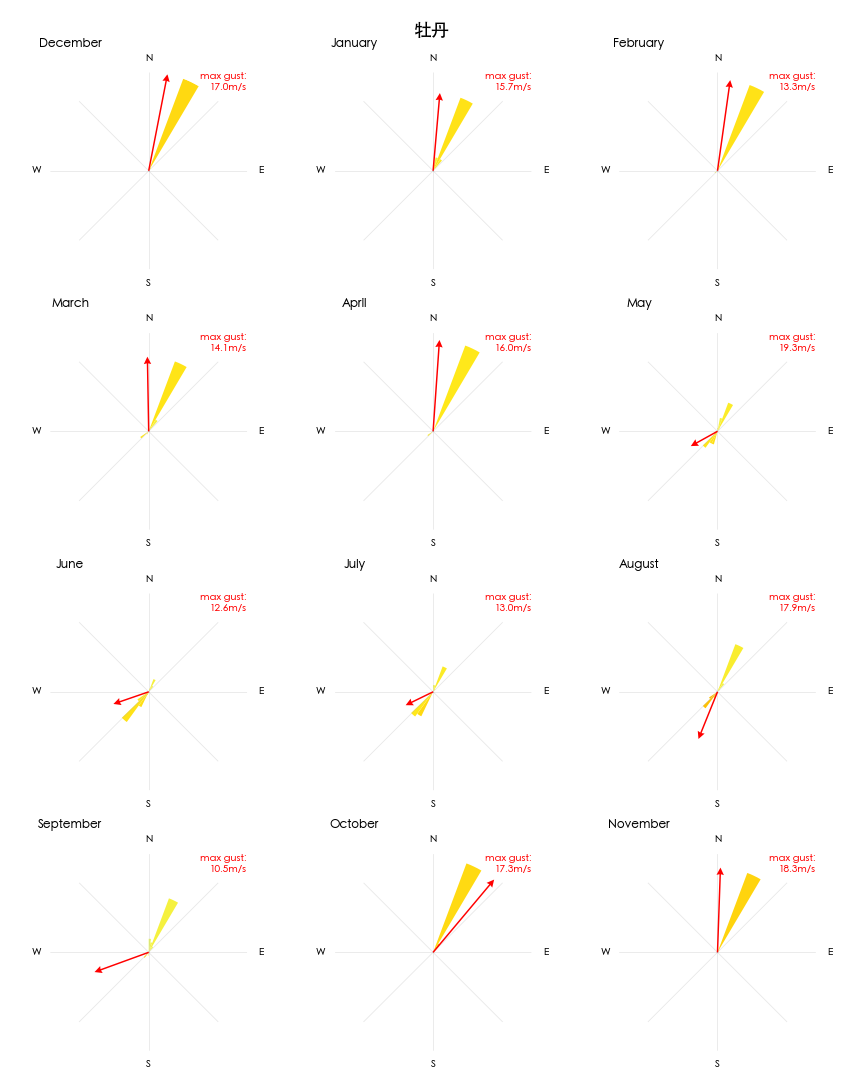 牡丹
December
N
max gust:
17.0m/s
W
E
S
January
N
max gust:
15.7m/s
W
E
S
February
N
max gust:
13.3m/s
W
E
S
March
N
max gust:
14.1m/s
W
E
S
April
N
max gust:
16.0m/s
W
E
S
May
N
max gust:
19.3m/s
W
E
S
June
N
max gust:
12.6m/s
W
E
S
July
N
max gust:
13.0m/s
W
E
S
August
N
max gust:
17.9m/s
W
E
S
September
N
max gust:
10.5m/s
W
E
S
October
N
max gust:
17.3m/s
W
E
S
November
N
max gust:
18.3m/s
W
E
S